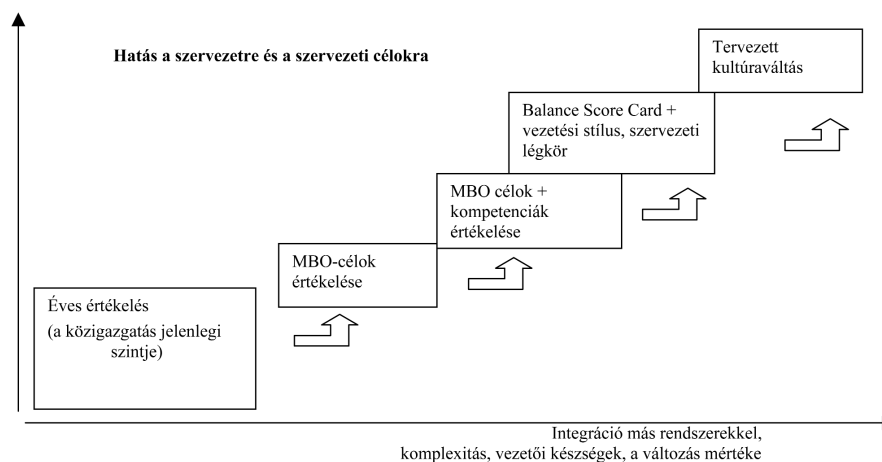 Hatás a szervezetre és a szervezeti célokra
Tervezett
kultúraváltás
Balance Score Card +
vezetési stílus, szervezeti
légkör
MBO célok +
kompetenciák
értékelése
MBO-célok
értékelése
Éves értékelés
(a közigazgatás jelenlegi
szintje)
Integráció más rendszerekkel,
komplexitás, vezetői készségek, a változás mértéke